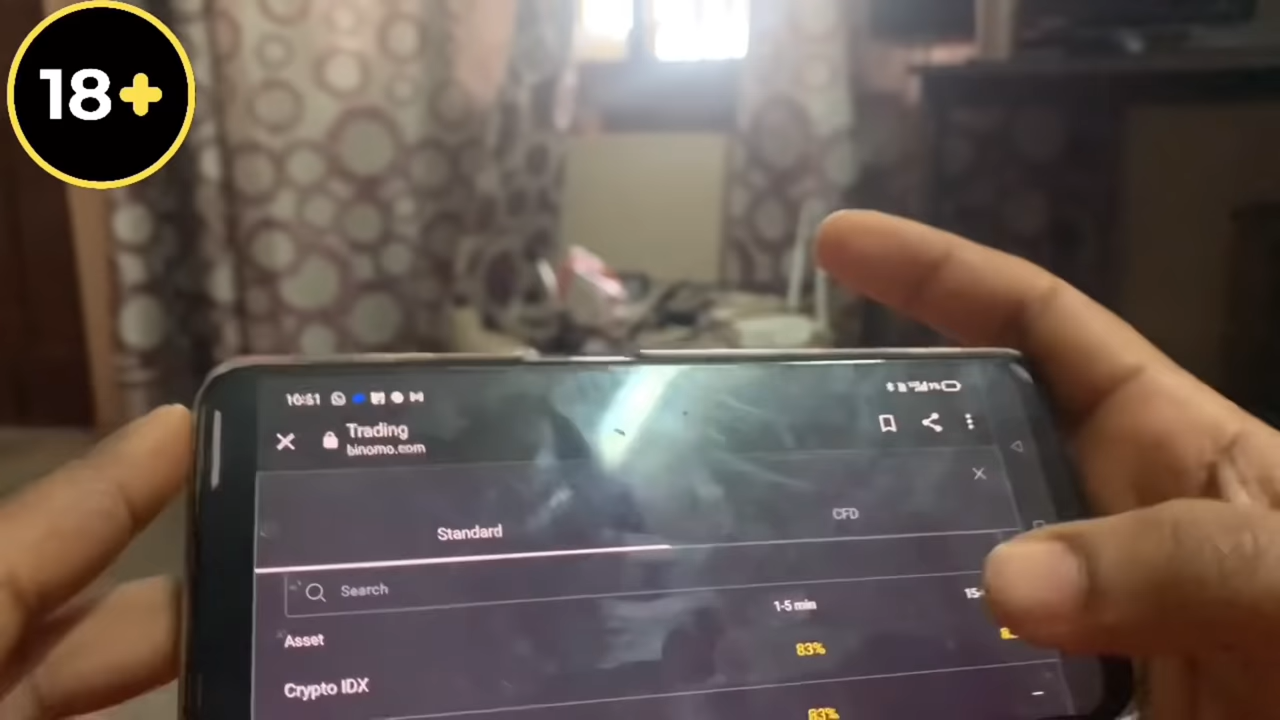 18+
10:51
Trading
binomo.com
Standard
CFD
Search
1-5 min
15-
Asset
83%
Crypto IDX
83%